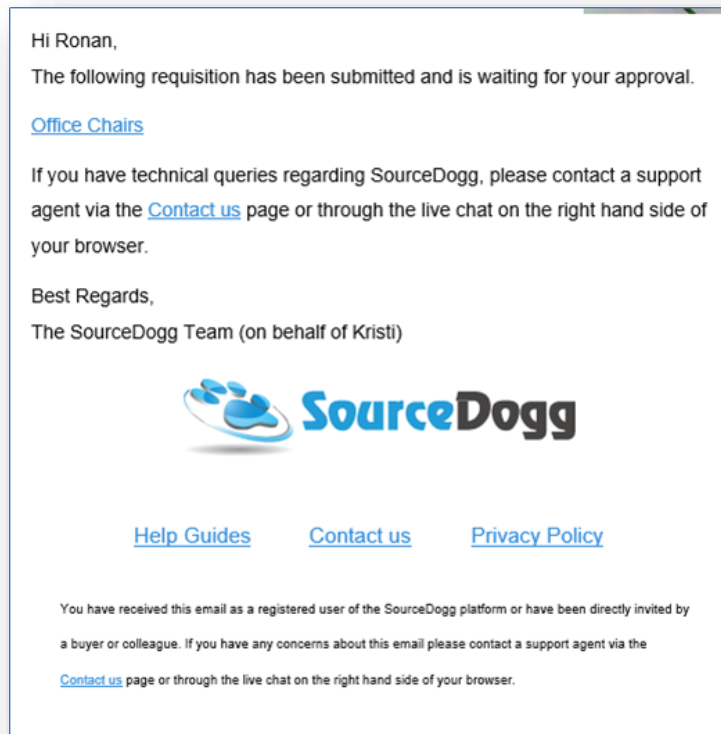 Hi Ronan,
The following requisition has been submitted and is waiting for your approval.
Office Chairs
If you have technical queries regarding SourceDogg, please contact a support
agent via the Contact us page or through the live chat on the right hand side of
your browser.
Best Regards,
The SourceDogg Team (on behalf of Kristi)
SourceDogg
Help Guides Contact us Privacy Policy
You have received this email as a registered user of the SourceDogg platform or have been directly invited by
a buyer or colleague. If you have any concerns about this email please contact a support agent via the
Contact us page or through the live chat on the right hand side of your browser.